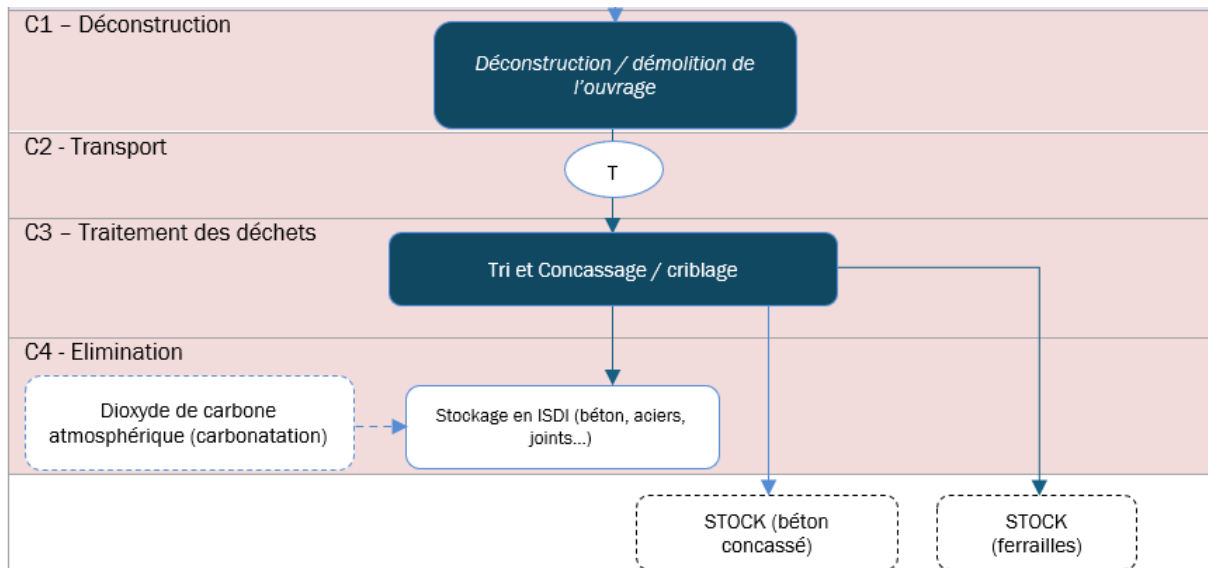 C1 – Déconstruction
Déconstruction / démolition de
l'ouvrage
C2 - Transport
T
C3 – Traitement des déchets
Tri et Concassage / criblage
C4 - Elimination
Dioxyde de carbone
atmosphérique (carbonatation)
Stockage en ISDI (béton, aciers,
joints...)
STOCK (béton
concassé)
STOCK
(ferrailles)